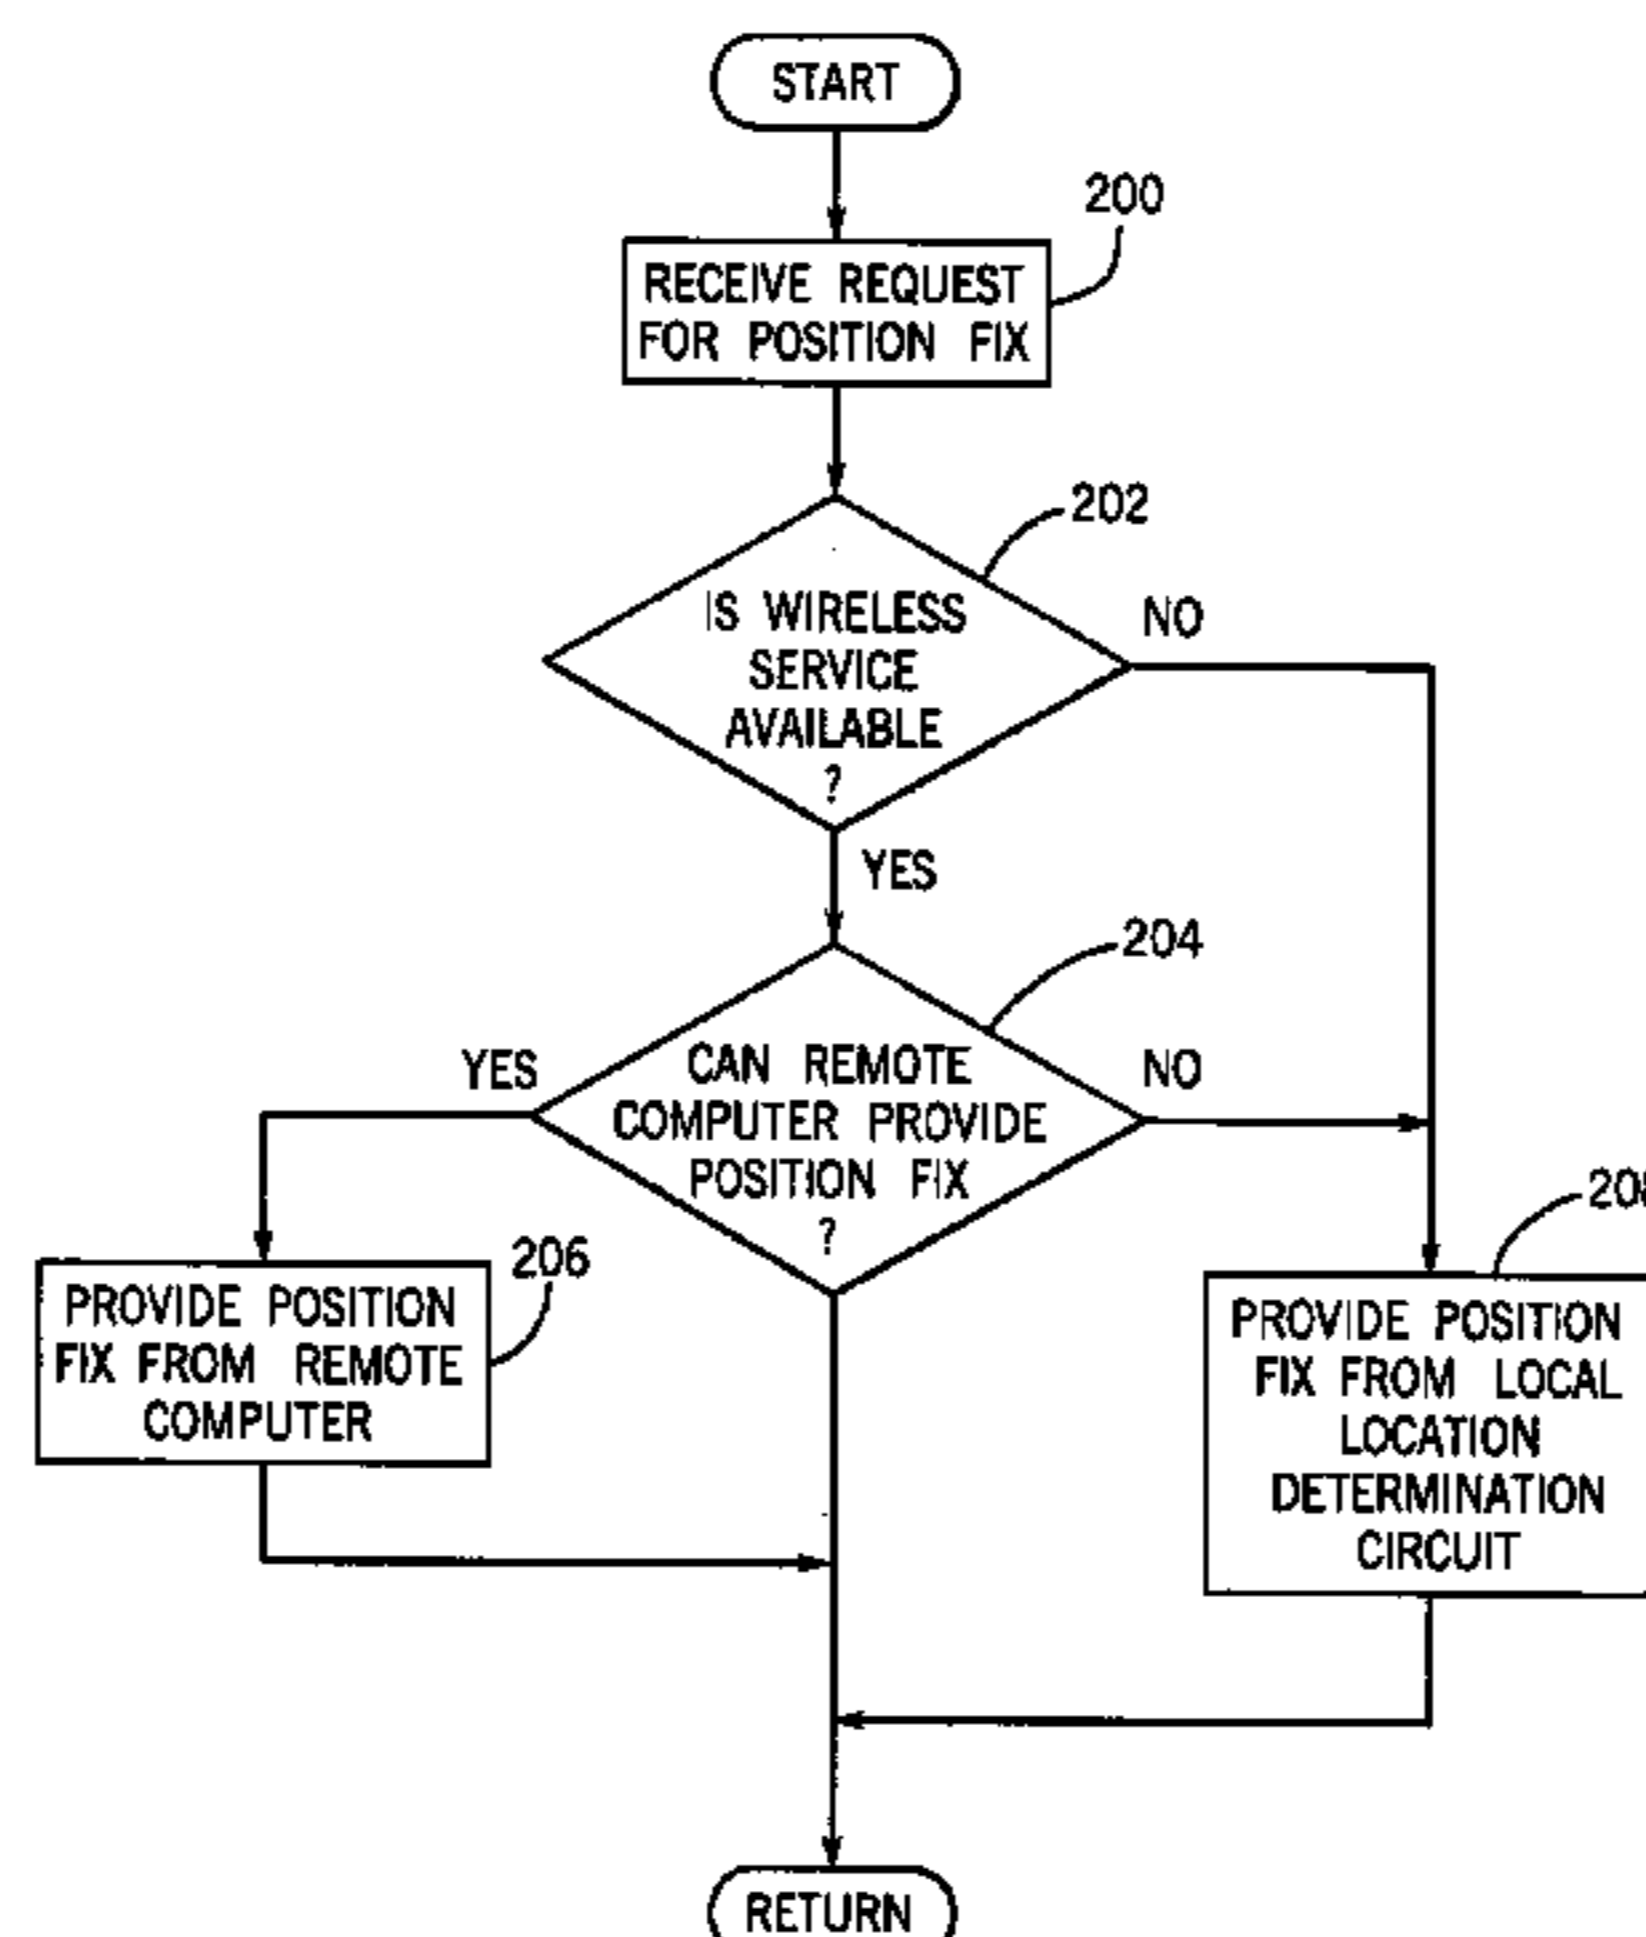 START
200
RECEIVE REQUEST
FOR POSITION FIX
202
IS WIRELESS
SERVICE
AVAILABLE
?
NO
YES
204
CAN REMOTE
COMPUTER PROVIDE
POSITION FIX
?
YES
NO
206
PROVIDE POSITION
FIX FROM REMOTE
COMPUTER
PROVIDE POSITION
FIX FROM LOCAL
LOCATION
DETERMINATION
CIRCUIT
RETURN